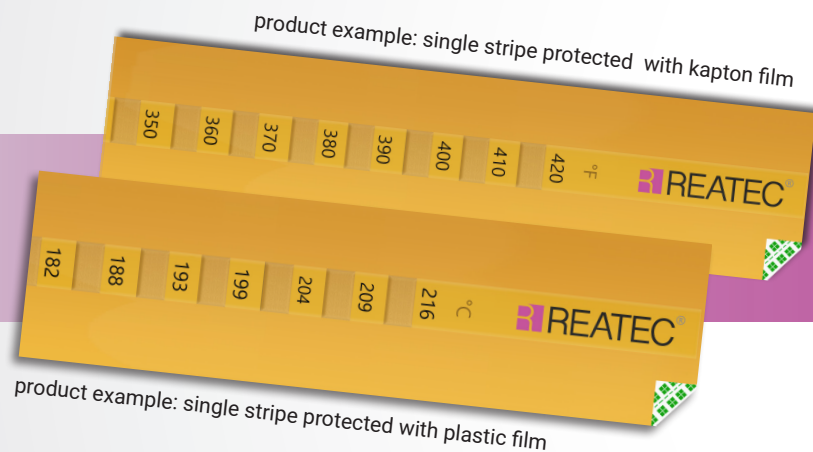 product example: single stripe protected with kapton film
350 360 370 380 390 400 410 420 °F REATEC®
182 188 193 199 204 209 216 °C REATEC®
product example: single stripe protected with plastic film